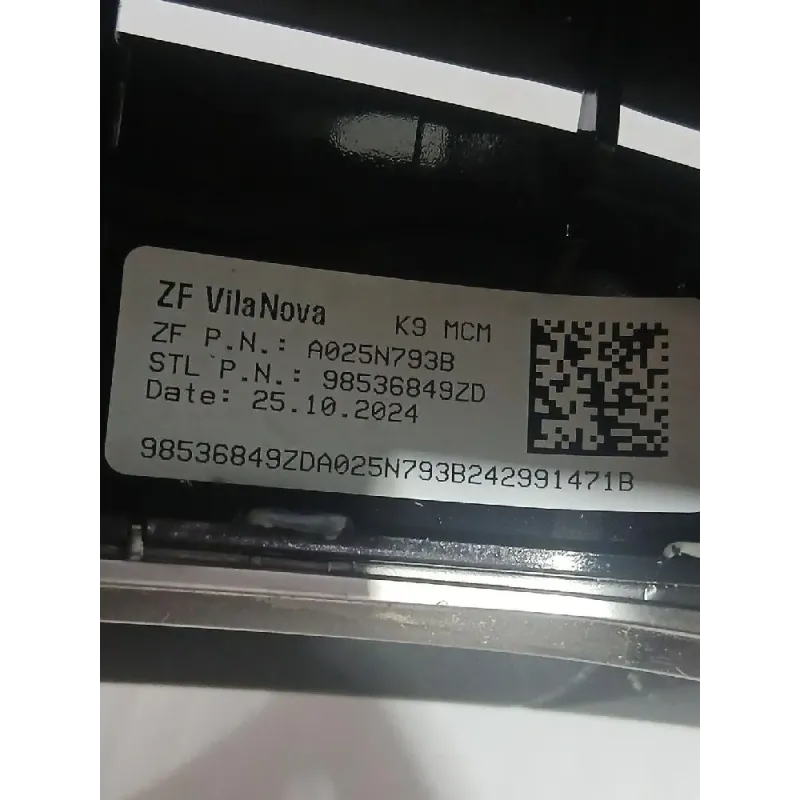 ZF VilaNova K9 MCM
ZF P.N.: A025N793B
STL P.N.: 98536849ZD
Date: 25.10.2024
98536849ZDA025N793B242991471B